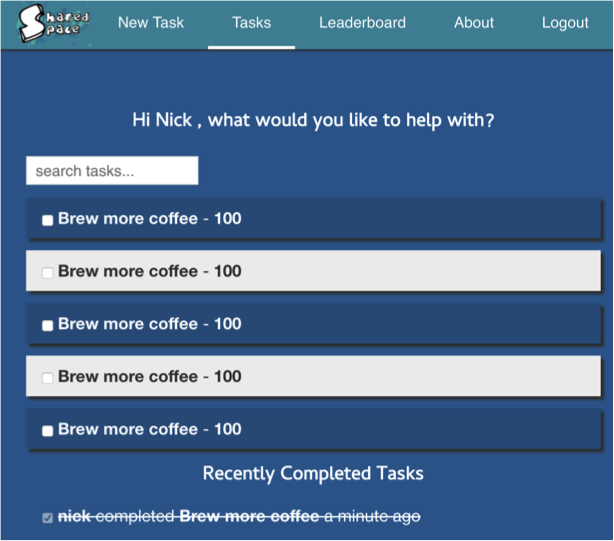 Shared
Space
New Task
Tasks
Leaderboard
About
Logout
Hi Nick , what would you like to help with?
search tasks...
Brew more coffee - 100
Brew more coffee - 100
Brew more coffee - 100
Brew more coffee - 100
Brew more coffee - 100
Recently Completed Tasks
nick completed Brew more coffee a minute ago